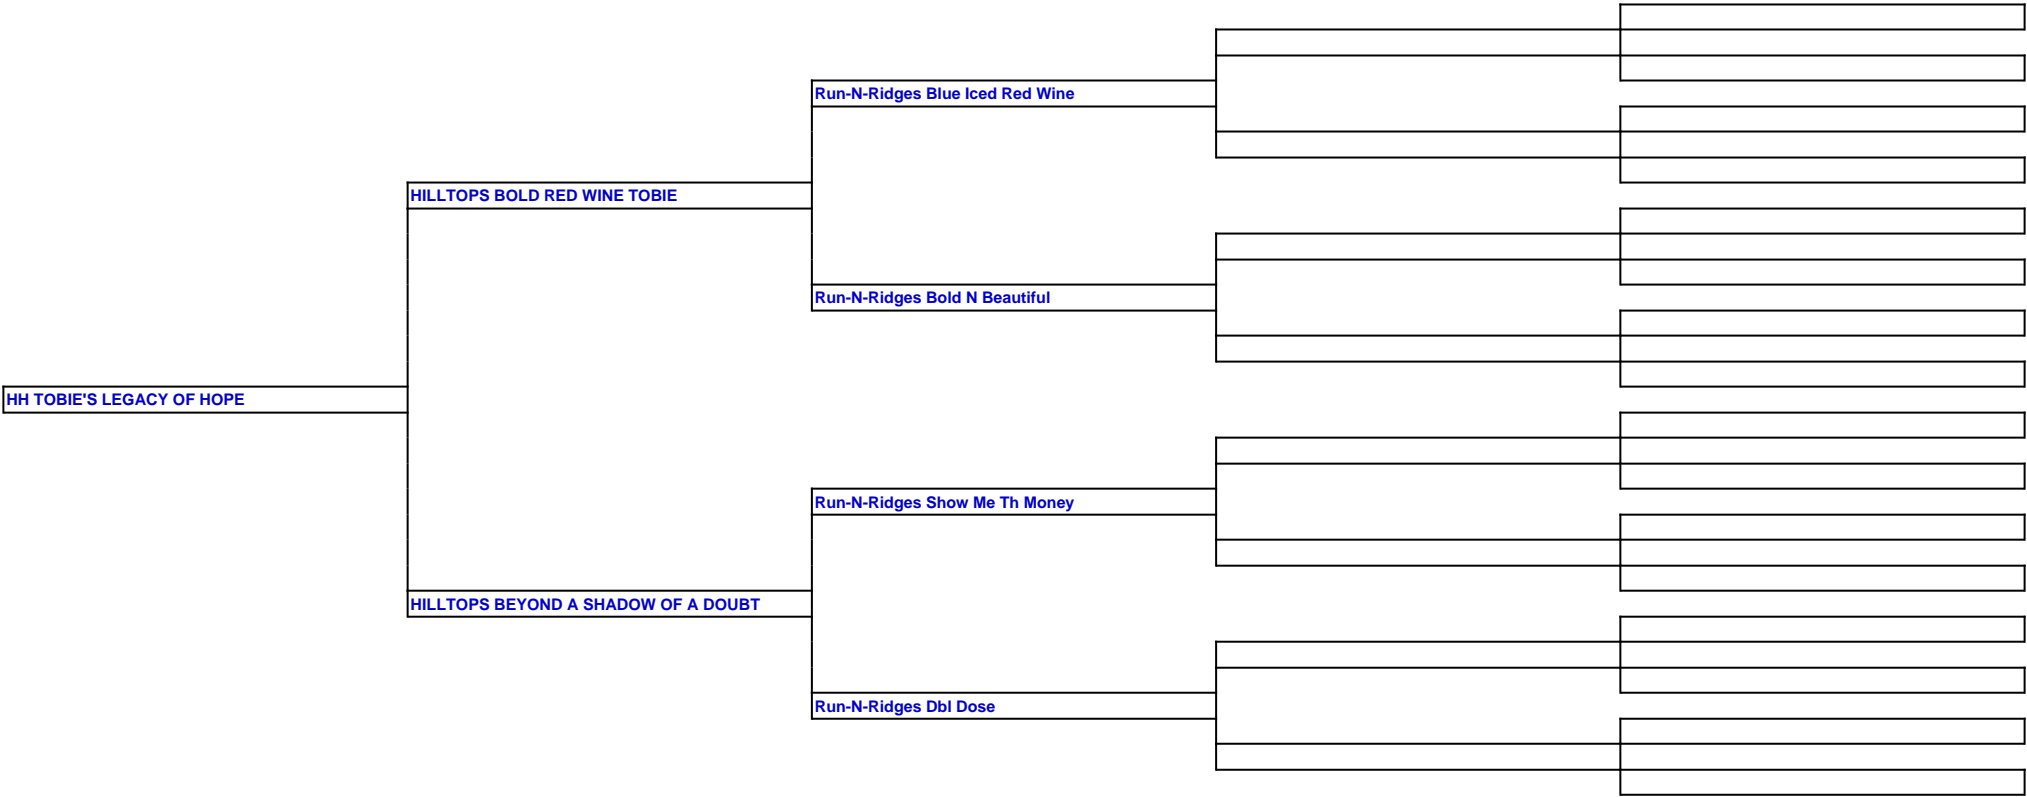 Run-N-Ridges Blue Iced Red Wine
HILLTOPS BOLD RED WINE TOBIE
Run-N-Ridges Bold N Beautiful
HH TOBIE'S LEGACY OF HOPE
Run-N-Ridges Show Me Th Money
HILLTOPS BEYOND A SHADOW OF A DOUBT
Run-N-Ridges Dbl Dose